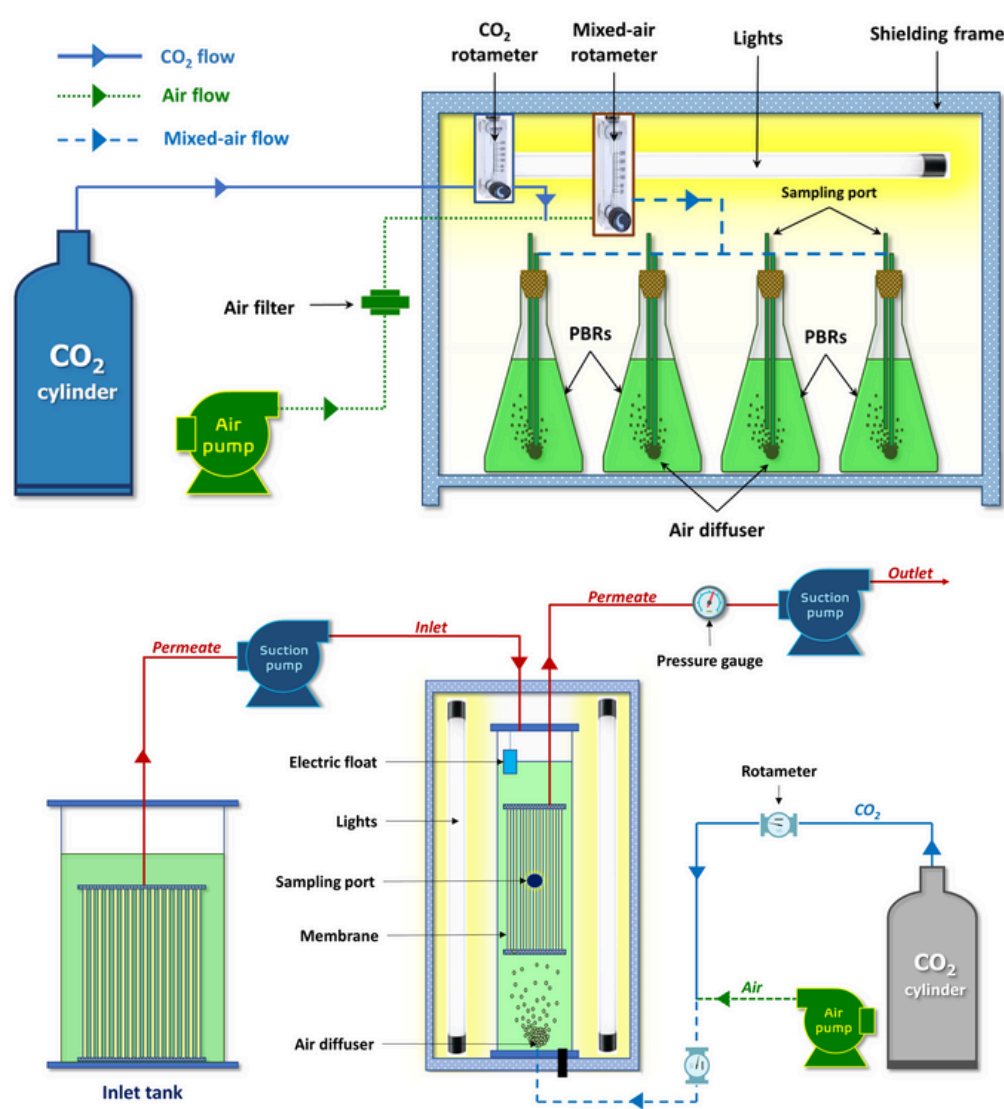 CO₂ flow
Air flow
Mixed-air flow
CO₂
rotameter
Mixed-air
rotameter
Lights
Shielding frame
Sampling port
Air filter
CO₂
cylinder
Air
pump
PBRs
PBRs
Air diffuser
Permeate
Suction
pump
Inlet
Permeate
Pressure gauge
Suction
pump
Outlet
Electric float
Lights
Sampling port
Membrane
Air diffuser
Inlet tank
Rotameter
CO₂
Air
Air
pump
CO₂
cylinder